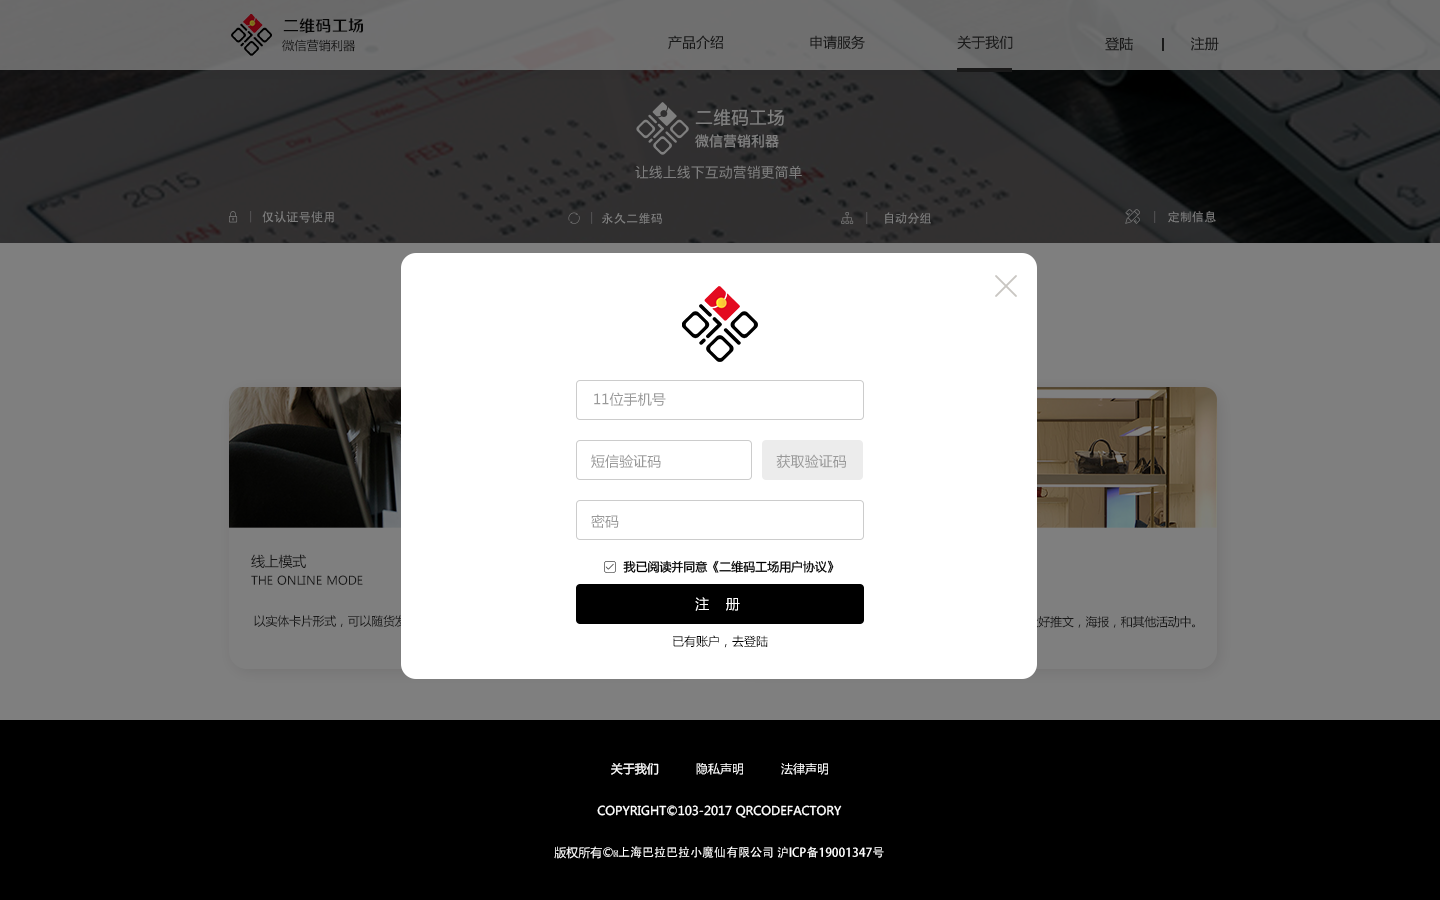 二维码工场
微信营销利器
产品介绍
申请服务
关于我们
登陆 | 注册
二维码工场
微信营销利器
让线上线下互动营销更简单
2015
JAN
FEB
MAR
仅认证号使用
永久二维码
自动分组
定制信息
11位手机号
短信验证码
获取验证码
密码
我已阅读并同意《二维码工场用户协议》
注 册
已有账户，去登陆
线上模式
THE ONLINE MODE
以实体卡片形式，可以随货发
好推文，海报，和其他活动中。
关于我们
隐私声明
法律声明
COPYRIGHT©103-2017 QRCODEFACTORY
版权所有©上海巴拉巴拉小魔仙有限公司 沪ICP备19001347号